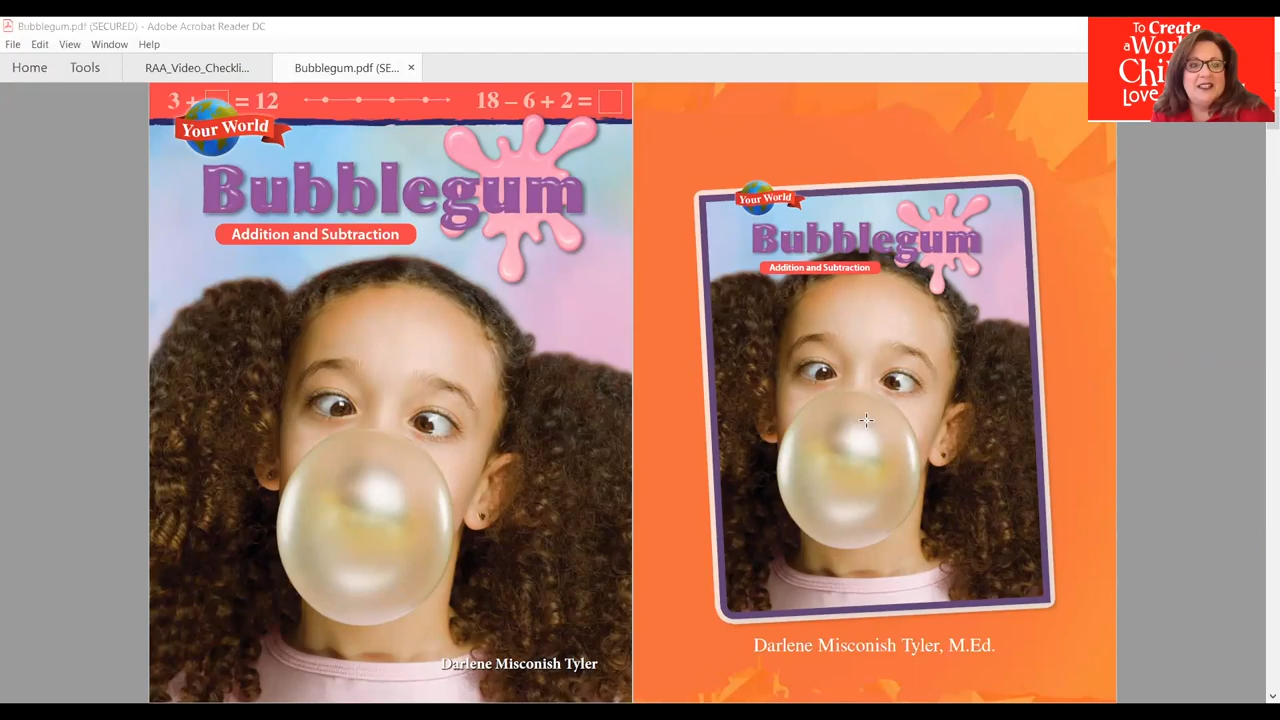 Bubblegum.pdf (SECURED) - Adobe Acrobat Reader DC
File Edit View Window Help
Home Tools RAA_Video_Checkli... Bubblegum.pdf (SE... ×
3 + = 12
18 – 6 + 2 =
Your World
Bubblegum
Addition and Subtraction
Darlene Misconish Tyler
Your World
Bubblegum
Addition and Subtraction
Darlene Misconish Tyler, M.Ed.
To Create
a Worl
Chi
Love